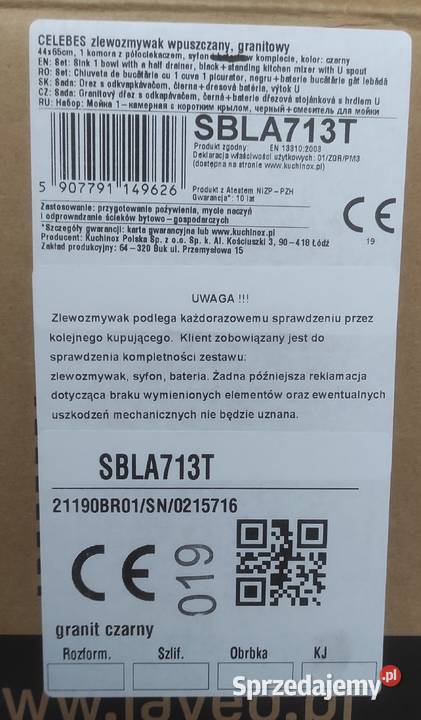 CELEBES zlewozmywak wpuszczany, granitowy
44x65cm, 1 komora z półociekaczem, syfon w komplecie, kolor: czarny
EN: Set: Sink 1 bowl with a half drainer, black+standing kitchen mixer with U spout
RO: Set: Chiuveta de bucătărie cu 1 cuva 1 picurator, negru+baterie bucătărie gât lebădă
SK: Sada: Drez s odkvapkávačom, čierna+dresová batéria, výtok U
CZ: Sada: Granitový dřez s odkapávačem, černá+baterie dřezová stojánková s hrdlem U
RU: Набор: Мойка 1-камерная с коротким крылом, черный+смеситель для мойки
SBLA713T
Produkt zgodny: EN 13310:2003
Deklaracja właściwości użytkowych: 01/ZGR/PM3
(dostępna na stronie www.kuchinox.pl)
5 907791 149626
Produkt z Atestem NIZP-PZH
Gwarancja*: 10 lat
Zastosowanie: przygotowanie pożywienia, mycie naczyń
i odprowadzanie ścieków bytowo-gospodarczych
*Szczegóły gwarancji: karta gwarancyjna lub www.kuchinox.pl
Producent: Kuchinox Polska Sp. z o.o. Sp. k. Al. Kościuszki 3, 90-418 Łódź
Zakład produkcyjny: 64-320 Buk ul. Przemysłowa 15
CE
19
UWAGA !!!
Zlewozmywak podlega każdorazowemu sprawdzeniu przez
kolejnego kupującego. Klient zobowiązany jest do
sprawdzenia kompletności zestawu:
zlewozmywak, syfon, bateria. Żadna późniejsza reklamacja
dotycząca braku wymienionych elementów oraz ewentualnych
uszkodzeń mechanicznych nie będzie uznana.
SBLA713T
21190BR01/SN/0215716
CE
019
granit czarny
Rozform. Szlif. Obrbka KJ
Sprzedajemy.pl